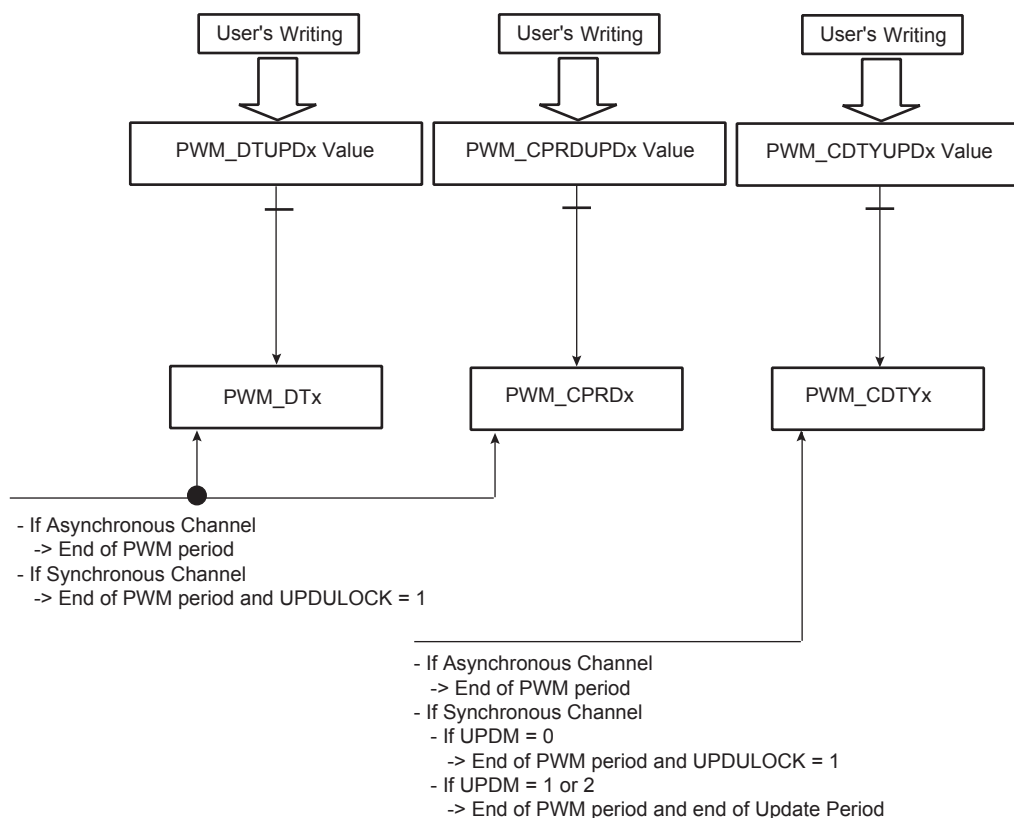 User's Writing
User's Writing
User's Writing
PWM_DTUPDx Value
PWM_CPRDUPDx Value
PWM_CDTYUPDx Value
PWM_DTx
PWM_CPRDx
PWM_CDTYx
- If Asynchronous Channel
-> End of PWM period
- If Synchronous Channel
-> End of PWM period and UPDULOCK = 1
- If Asynchronous Channel
-> End of PWM period
- If Synchronous Channel
- If UPDM = 0
-> End of PWM period and UPDULOCK = 1
- If UPDM = 1 or 2
-> End of PWM period and end of Update Period